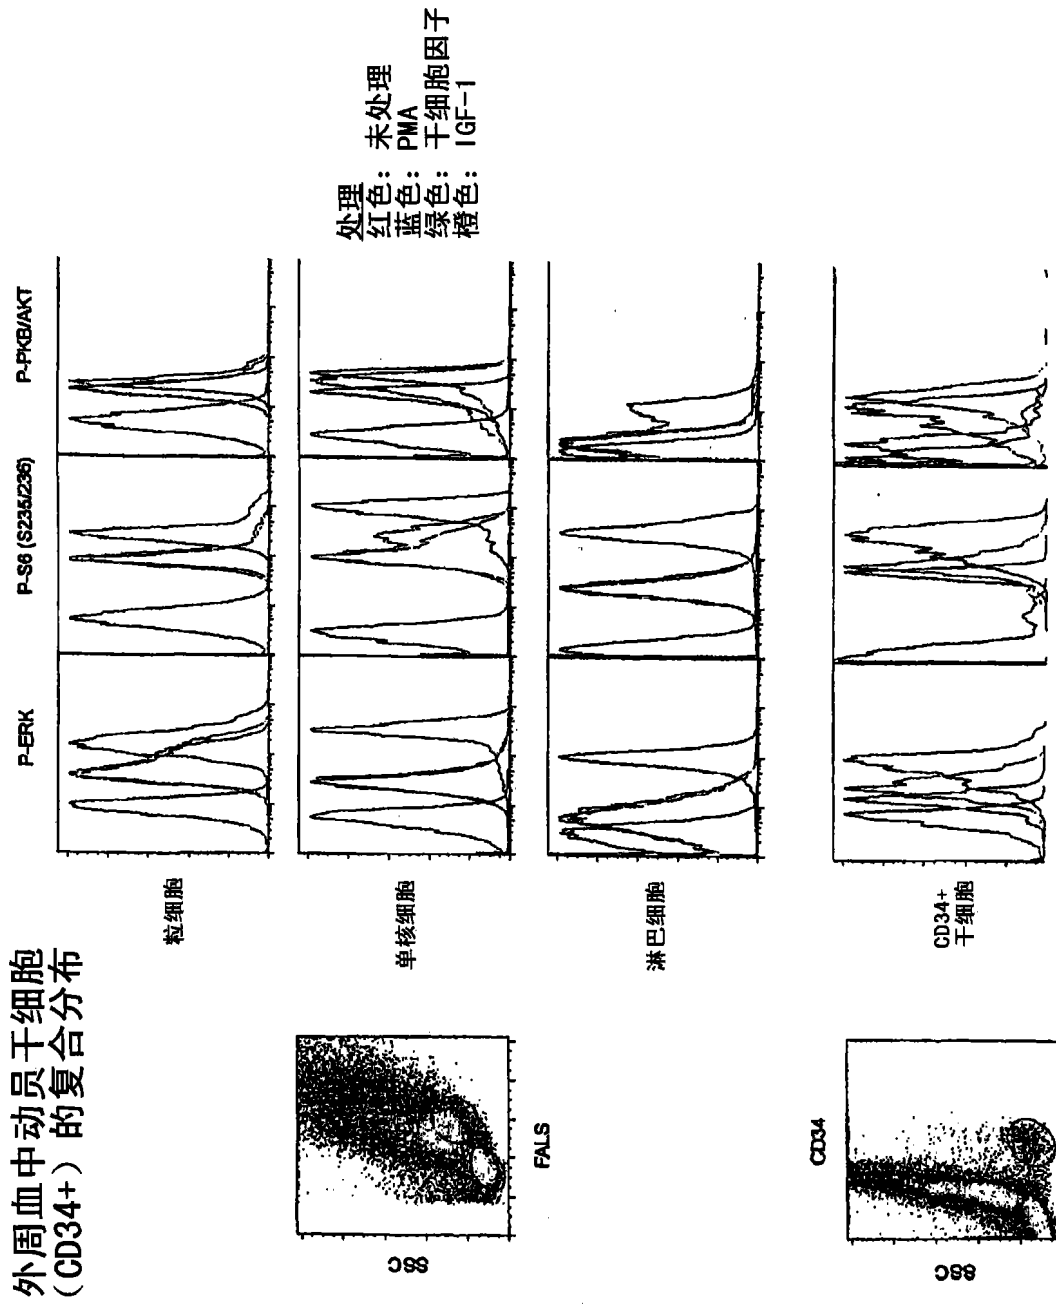 外周血中动员干细胞
（CD34+）的复合分布
P-ERK
P-S6 (S235/236)
P-PKB/AKT
粒细胞
单核细胞
淋巴细胞
CD34+
干细胞
处理
红色： 未处理
蓝色： PMA
绿色： 干细胞因子
橙色： IGF-1
SSC
FALS
SSC
CD34